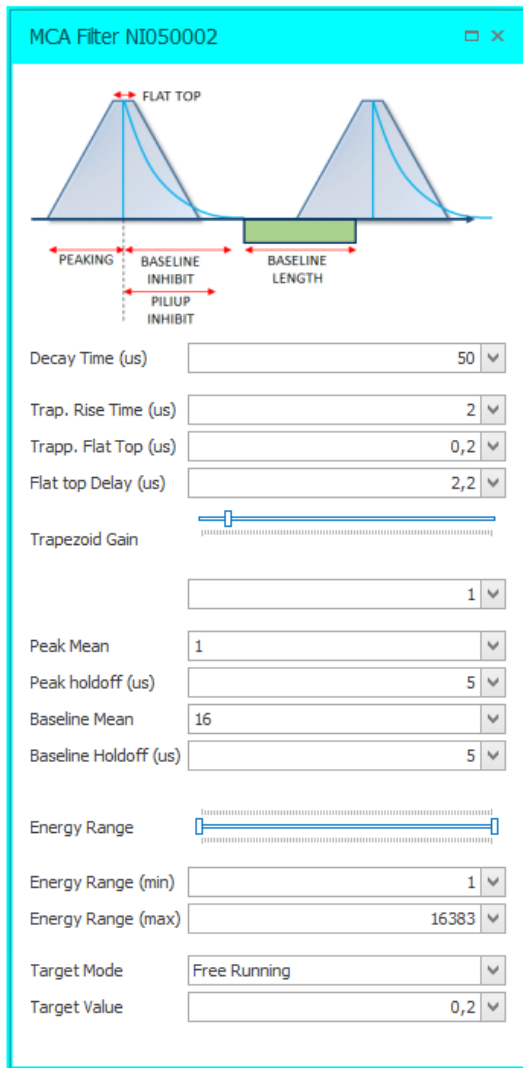 MCA Filter NI050002
FLAT TOP
PEAKING
BASELINE
INHIBIT
BASELINE
LENGTH
PILIUP
INHIBIT
Decay Time (us) 50
Trap. Rise Time (us) 2
Trapp. Flat Top (us) 0,2
Flat top Delay (us) 2,2
Trapezoid Gain
1
Peak Mean 1
Peak holdoff (us) 5
Baseline Mean 16
Baseline Holdoff (us) 5
Energy Range
Energy Range (min) 1
Energy Range (max) 16383
Target Mode Free Running
Target Value 0,2